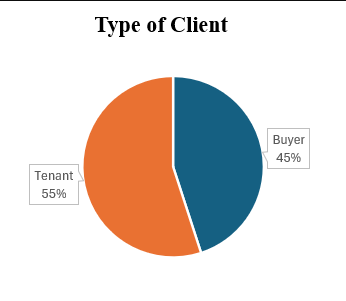 Type of Client
Buyer
45%
Tenant
55%